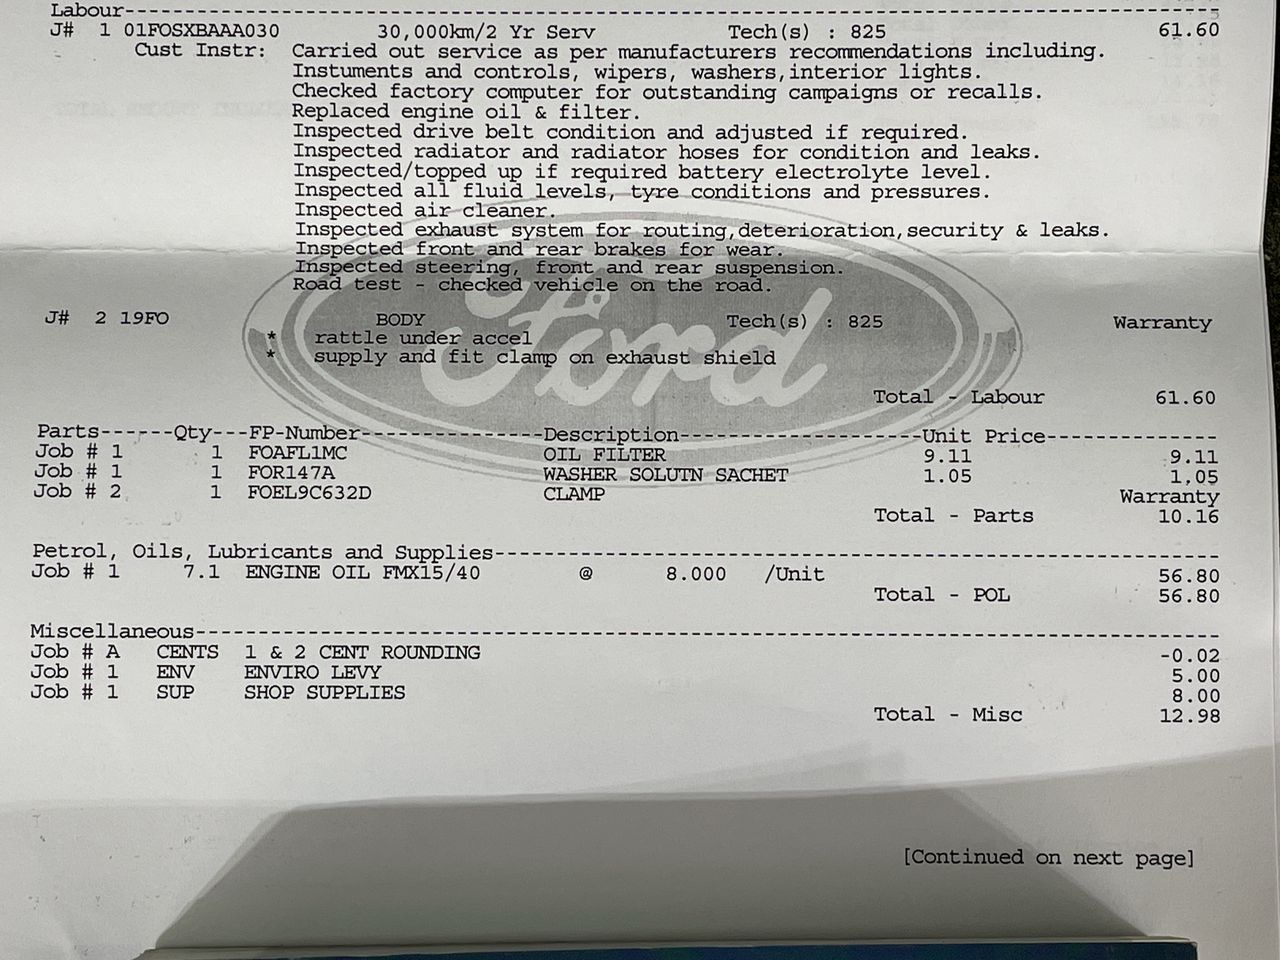 Labour------------------------------------------------------------
J# 1 01FOSXBAAA030 30,000km/2 Yr Serv Tech(s) : 825 61.60
Cust Instr: Carried out service as per manufacturers recommendations including.
Instuments and controls, wipers, washers,interior lights.
Checked factory computer for outstanding campaigns or recalls.
Replaced engine oil & filter.
Inspected drive belt condition and adjusted if required.
Inspected radiator and radiator hoses for condition and leaks.
Inspected/topped up if required battery electrolyte level.
Inspected all fluid levels, tyre conditions and pressures.
Inspected air cleaner.
Inspected exhaust system for routing,deterioration,security & leaks.
Inspected front and rear brakes for wear.
Inspected steering, front and rear suspension.
Road test - checked vehicle on the road.
Ford
J# 2 19FO BODY Tech(s) : 825 Warranty
* rattle under accel
* supply and fit clamp on exhaust shield
Total - Labour 61.60
Parts------Qty---FP-Number---------------Description--------------------Unit Price--------------
Job # 1 1 FOAFL1MC OIL FILTER 9.11 9.11
Job # 1 1 FOR147A WASHER SOLUTN SACHET 1.05 1,05
Job # 2 1 FOEL9C632D CLAMP Warranty
Total - Parts 10.16
Petrol, Oils, Lubricants and Supplies------------------------------------------------------------
Job # 1 7.1 ENGINE OIL FMX15/40 @ 8.000 /Unit 56.80
Total - POL 56.80
Miscellaneous------------------------------------------------------------
Job # A CENTS 1 & 2 CENT ROUNDING -0.02
Job # 1 ENV ENVIRO LEVY 5.00
Job # 1 SUP SHOP SUPPLIES 8.00
Total - Misc 12.98
[Continued on next page]